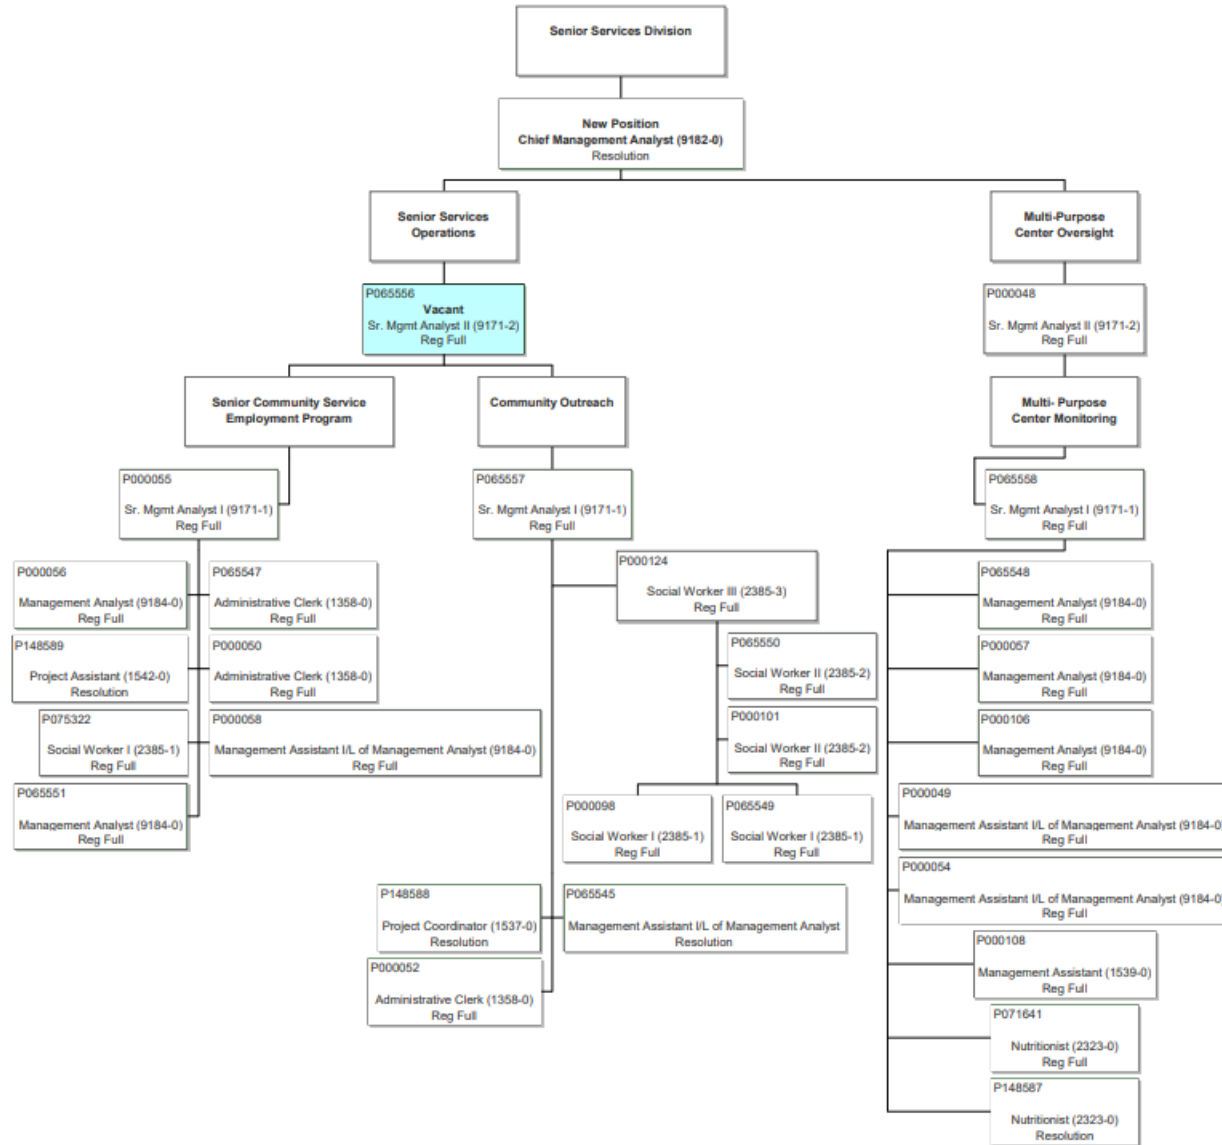 Senior Services Division
New Position
Chief Management Analyst (9182-0)
Resolution
Senior Services
Operations
Multi-Purpose
Center Oversight
P065556
Vacant
Sr. Mgmt Analyst II (9171-2)
Reg Full
P000048
Sr. Mgmt Analyst II (9171-2)
Reg Full
Senior Community Service
Employment Program
Community Outreach
Multi- Purpose
Center Monitoring
P000055
Sr. Mgmt Analyst I (9171-1)
Reg Full
P065557
Sr. Mgmt Analyst I (9171-1)
Reg Full
P065558
Sr. Mgmt Analyst I (9171-1)
Reg Full
P000056
Management Analyst (9184-0)
Reg Full
P065547
Administrative Clerk (1358-0)
Reg Full
P148589
Project Assistant (1542-0)
Resolution
P000050
Administrative Clerk (1358-0)
Reg Full
P075322
Social Worker I (2385-1)
Reg Full
P000058
Management Assistant I/L of Management Analyst (9184-0)
Reg Full
P065551
Management Analyst (9184-0)
Reg Full
P000124
Social Worker III (2385-3)
Reg Full
P065550
Social Worker II (2385-2)
Reg Full
P000101
Social Worker II (2385-2)
Reg Full
P000098
Social Worker I (2385-1)
Reg Full
P065549
Social Worker I (2385-1)
Reg Full
P148588
Project Coordinator (1537-0)
Resolution
P065545
Management Assistant I/L of Management Analyst
Resolution
P000052
Administrative Clerk (1358-0)
Reg Full
P065548
Management Analyst (9184-0)
Reg Full
P000057
Management Analyst (9184-0)
Reg Full
P000106
Management Analyst (9184-0)
Reg Full
P000049
Management Assistant I/L of Management Analyst (9184-0)
Reg Full
P000054
Management Assistant I/L of Management Analyst (9184-0)
Reg Full
P000108
Management Assistant (1539-0)
Reg Full
P071641
Nutritionist (2323-0)
Reg Full
P148587
Nutritionist (2323-0)
Resolution